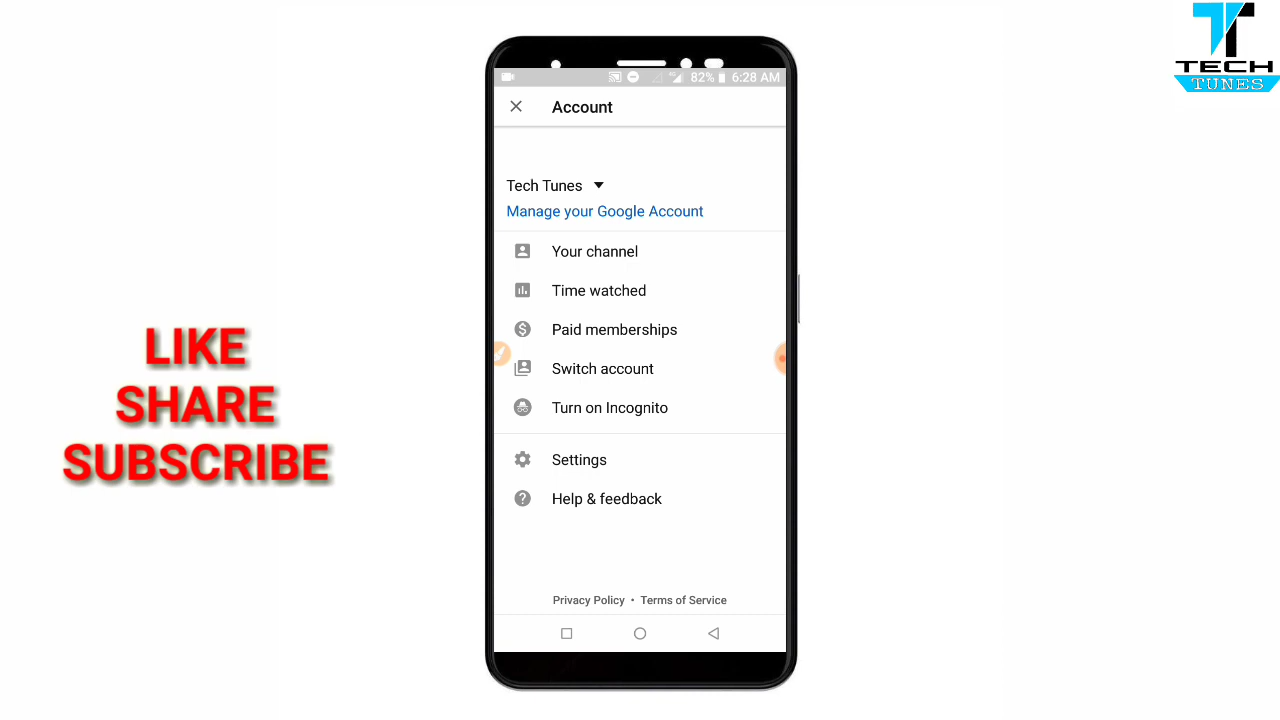 TECH
TUNES
82% 6:28 AM
Account
Tech Tunes
Manage your Google Account
Your channel
Time watched
Paid memberships
Switch account
Turn on Incognito
Settings
Help & feedback
Privacy Policy • Terms of Service
LIKE
SHARE
SUBSCRIBE